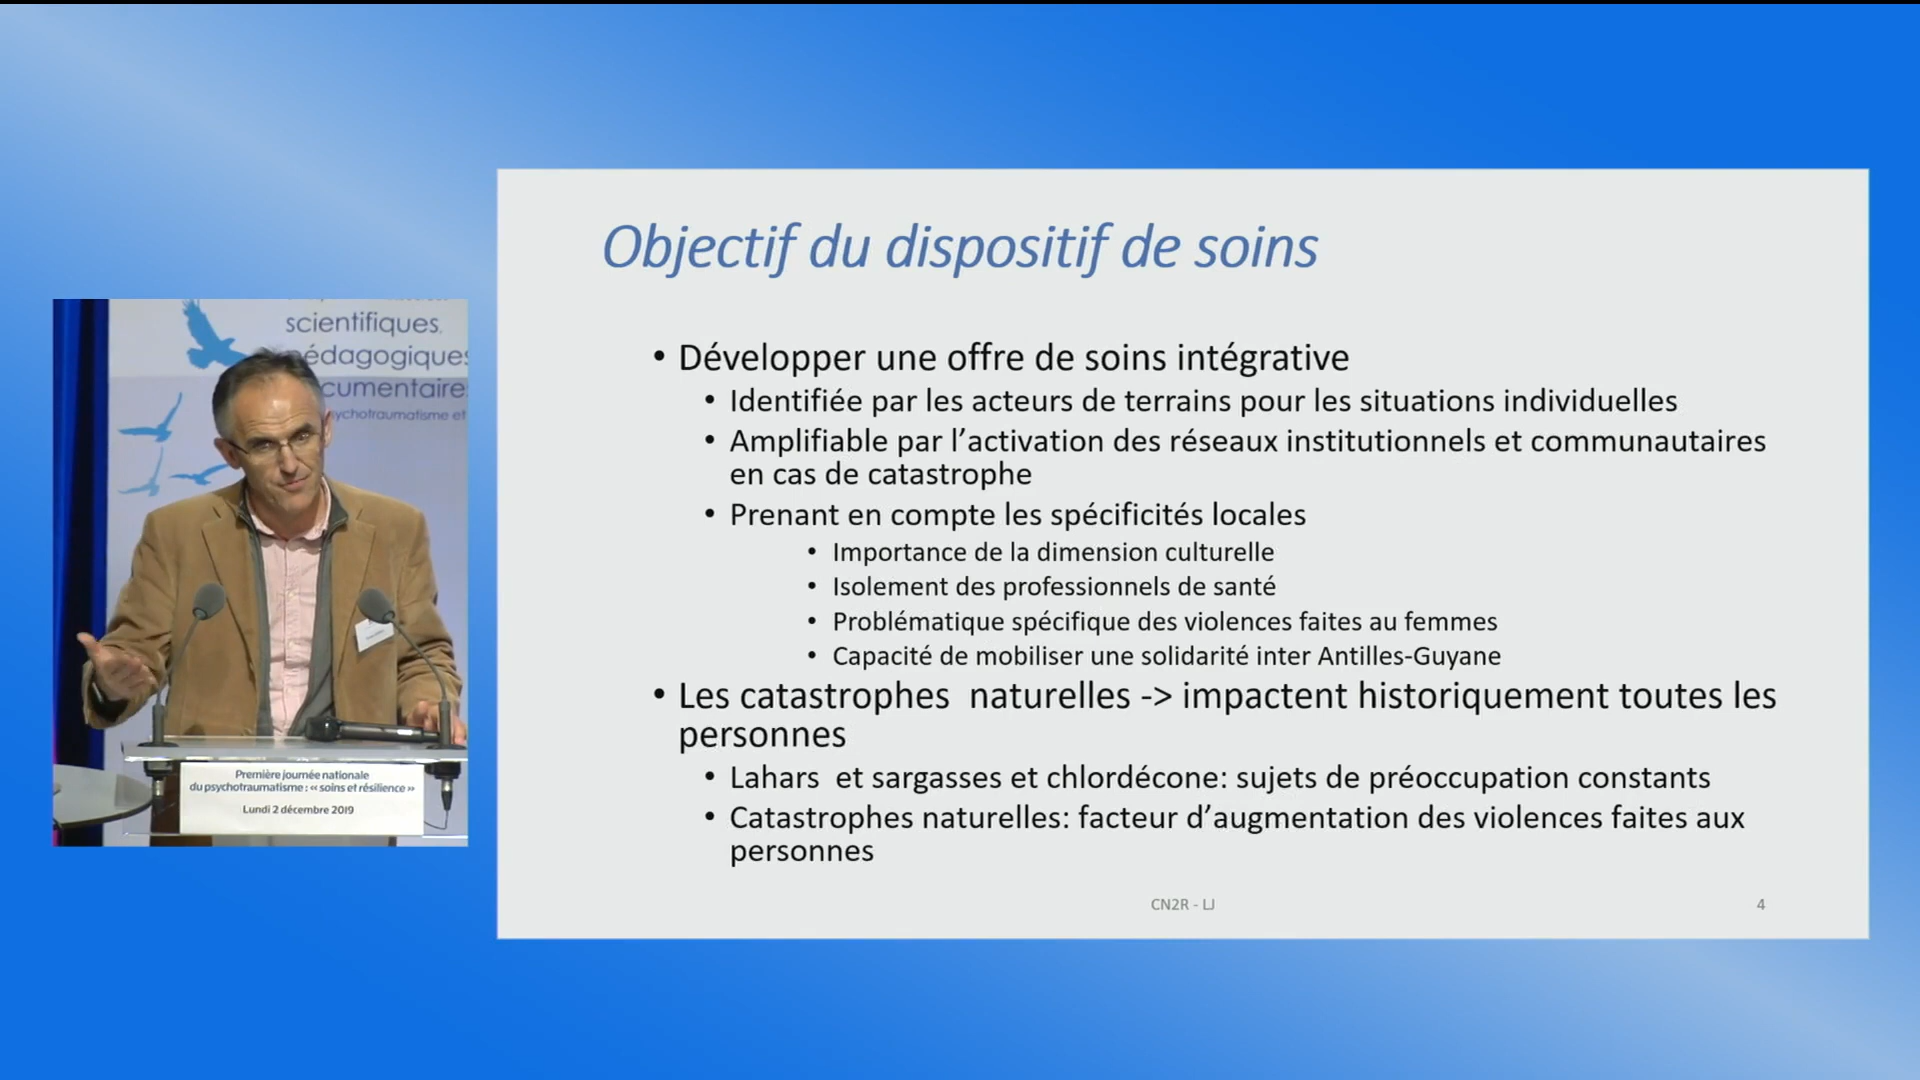 scientifiques,
édagogiques
cumentaire
ychotraumatisme et
Première journée nationale
du psychotraumatisme : « soins et résilience »
Lundi 2 décembre 2019
Objectif du dispositif de soins
• Développer une offre de soins intégrative
• Identifiée par les acteurs de terrains pour les situations individuelles
• Amplifiable par l’activation des réseaux institutionnels et communautaires
en cas de catastrophe
• Prenant en compte les spécificités locales
• Importance de la dimension culturelle
• Isolement des professionnels de santé
• Problématique spécifique des violences faites au femmes
• Capacité de mobiliser une solidarité inter Antilles-Guyane
• Les catastrophes naturelles -> impactent historiquement toutes les
personnes
• Lahars et sargasses et chlordécone: sujets de préoccupation constants
• Catastrophes naturelles: facteur d’augmentation des violences faites aux
personnes
CN2R - LJ
4